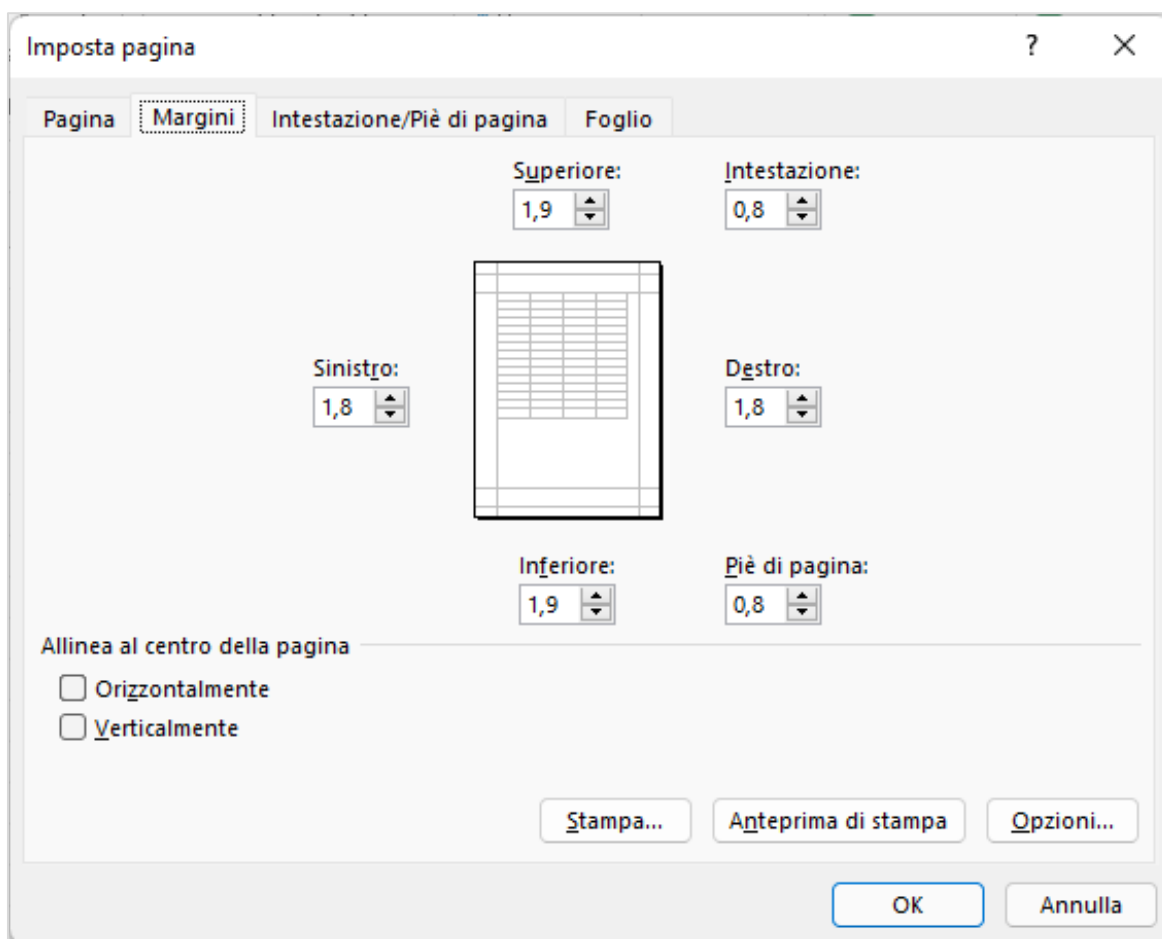 Imposta pagina ?
Pagina Margini Intestazione/Piè di pagina Foglio
Superiore: Intestazione:
1,9 0,8
Sinistro: Destro:
1,8 1,8
Inferiore: Piè di pagina:
1,9 0,8
Allinea al centro della pagina
Orizzontalmente
Verticalmente
Stampa... Anteprima di stampa Opzioni...
OK Annulla